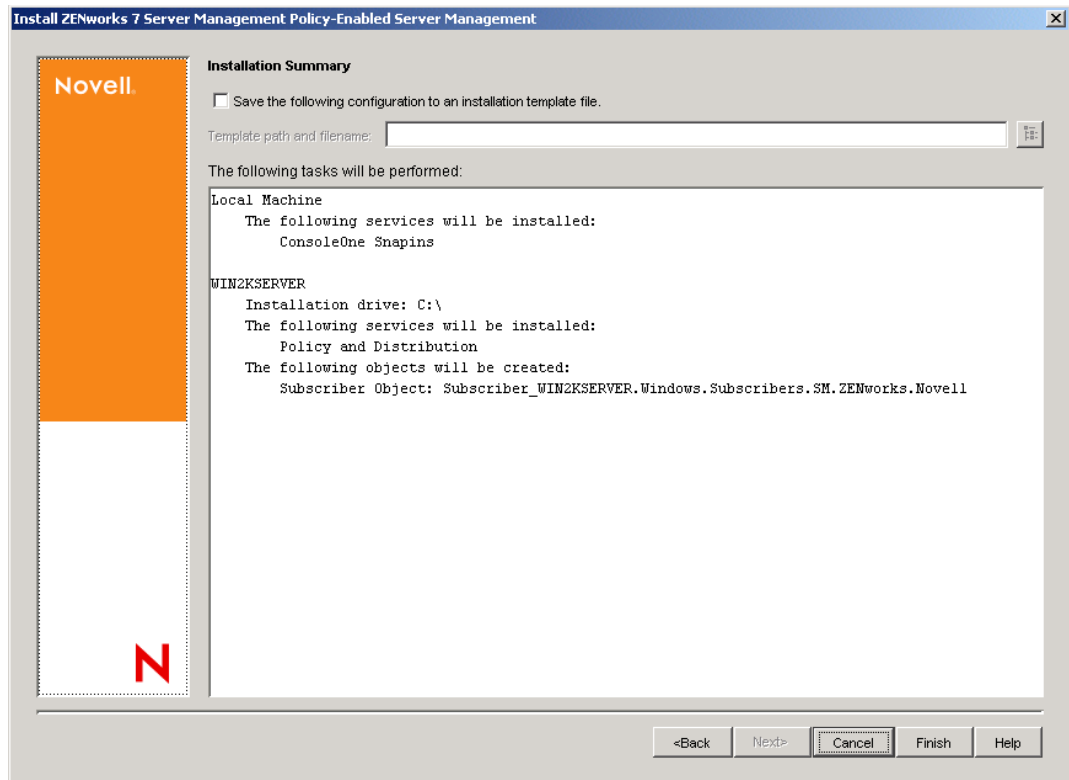 Install ZENworks 7 Server Management Policy-Enabled Server Management
Novell.
Installation Summary
Save the following configuration to an installation template file.
Template path and filename:
The following tasks will be performed:
Local Machine
The following services will be installed:
ConsoleOne Snapins
WIN2KSERVER
Installation drive: C:\
The following services will be installed:
Policy and Distribution
The following objects will be created:
Subscriber Object: Subscriber_WIN2KSERVER.Windows.Subscribers.SM.ZENworks.Novell
N
<Back Next> Cancel Finish Help